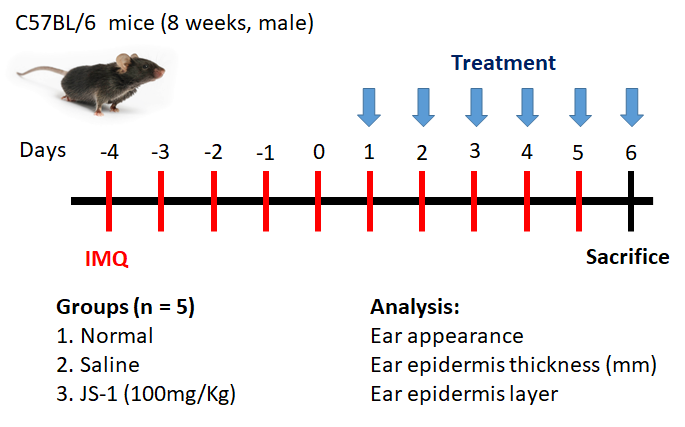 C57BL/6 mice (8 weeks, male)
Treatment
Days -4 -3 -2 -1 0 1 2 3 4 5 6
IMQ
Sacrifice
Groups (n = 5)
1. Normal
2. Saline
3. JS-1 (100mg/Kg)
Analysis:
Ear appearance
Ear epidermis thickness (mm)
Ear epidermis layer